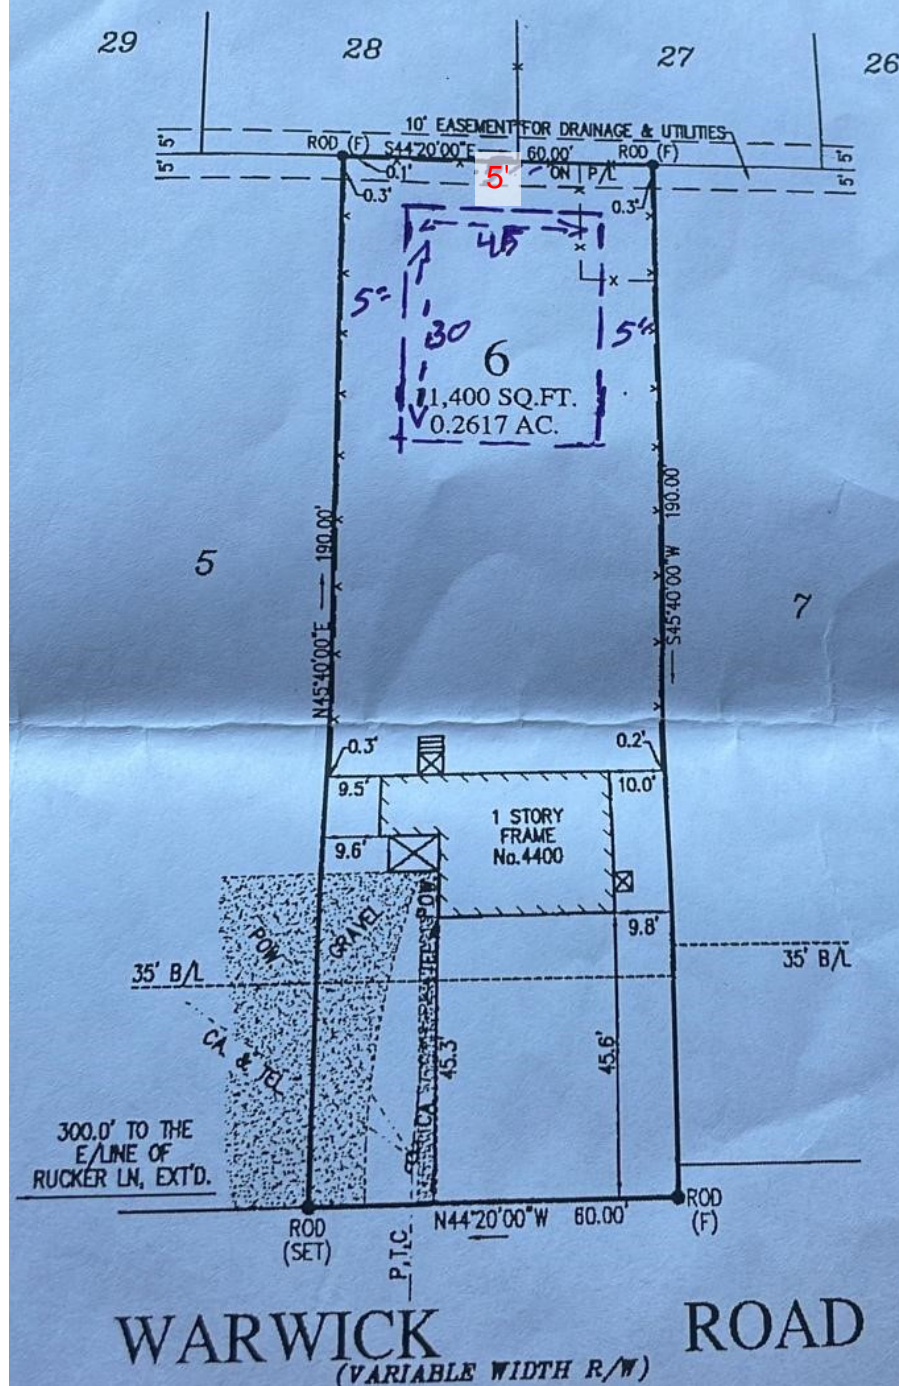 29
28
27
26
10' EASEMENT FOR DRAINAGE & UTILITIES
5'
5'
ROD (F)
S44°20'00"E
60.00'
ROD (F)
5'
5'
0.1'
5'
'ON
P/L
0.3'
0.3'
45
5'
30
5'
6
11,400 SQ.FT.
0.2617 AC.
N45°40'00"E
190.00'
S45°40'00"W
190.00'
5
7
0.3'
0.2'
9.5'
10.0'
1 STORY
FRAME
No.4400
9.6'
POW
GRAVEL
POW.
9.8'
35' B/L
35' B/L
CA. & TEL
CA. & TEL
45.3'
45.6'
300.0' TO THE
E/LINE OF
RUCKER LN, EXT'D.
ROD
(SET)
P.T.C.
N44°20'00"W
60.00'
ROD
(F)
WARWICK ROAD
(VARIABLE WIDTH R/W)